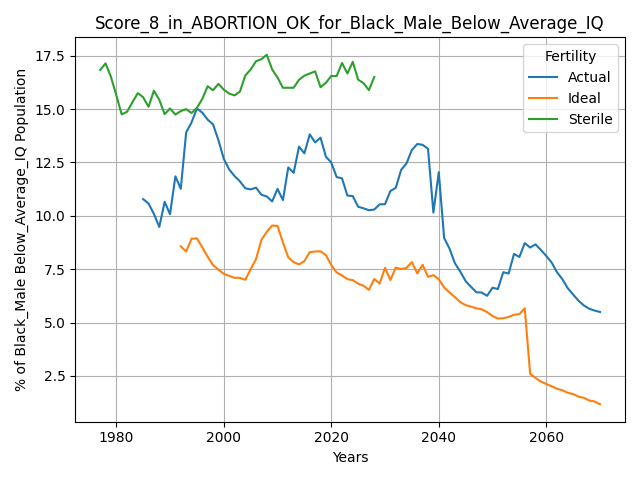 Score_8_in_ABORTION_OK_for_Black_Male_Below_Average_IQ
% of Black_Male Below_Average_IQ Population
17.5
15.0
12.5
10.0
7.5
5.0
2.5
Fertility
Actual
Ideal
Sterile
1980
2000
2020
2040
2060
Years